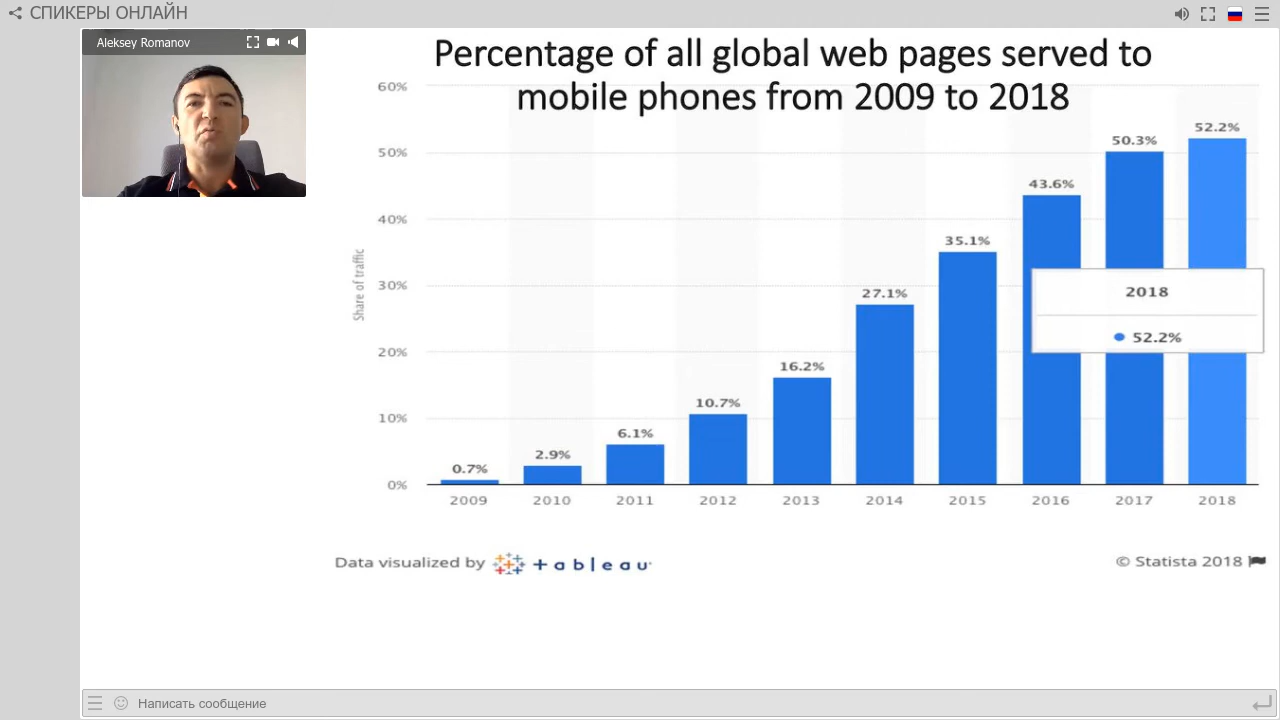 СПИКЕРЫ ОНЛАЙН
Aleksey Romanov
Percentage of all global web pages served to
mobile phones from 2009 to 2018
Share of traffic
60%
50%
40%
30%
20%
10%
0%
0.7%
2.9%
6.1%
10.7%
16.2%
27.1%
35.1%
43.6%
50.3%
52.2%
2018
52.2%
2009 2010 2011 2012 2013 2014 2015 2016 2017 2018
Data visualized by + a b l e a u
© Statista 2018
Написать сообщение